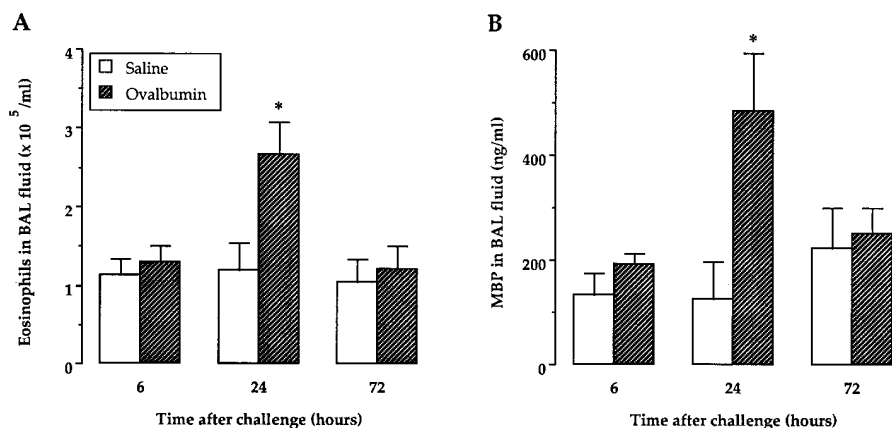 A
Eosinophils in BAL fluid (x 10 5 /ml)
4
3
2
1
0
Saline
Ovalbumin
*
6 24 72
Time after challenge (hours)
B
MBP in BAL fluid (ng/ml)
600
400
200
0
*
6 24 72
Time after challenge (hours)